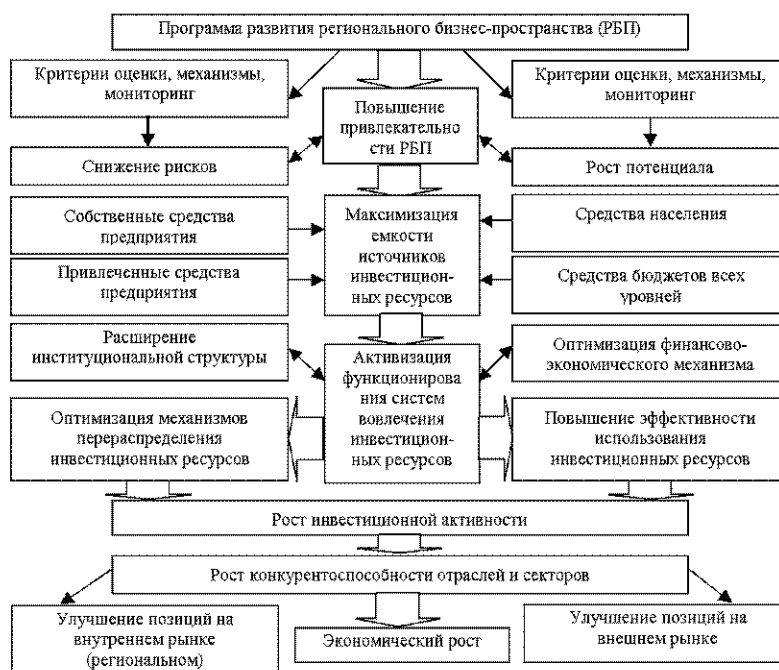 Программа развития регионального бизнес-пространства (РБП)
Критерии оценки, механизмы,
мониторинг
Критерии оценки, механизмы,
мониторинг
Повышение
привлекательно
сти РБП
Снижение рисков
Рост потенциала
Собственные средства
предприятия
Максимизация
емкости
источников
инвестицион-
ных ресурсов
Средства населения
Привлеченные средства
предприятия
Средства бюджетов всех
уровней
Расширение
институциональной структуры
Активизация
функционирова
ния систем
вовлечения
инвестицион-
ных ресурсов
Оптимизация финансово-
экономического механизма
Оптимизация механизмов
перераспределения
инвестиционных ресурсов
Повышение эффективности
использования
инвестиционных ресурсов
Рост инвестиционной активности
Рост конкурентоспособности отраслей и секторов
Улучшение позиций на
внутреннем рынке
(региональном)
Экономический рост
Улучшение позиций на
внешнем рынке